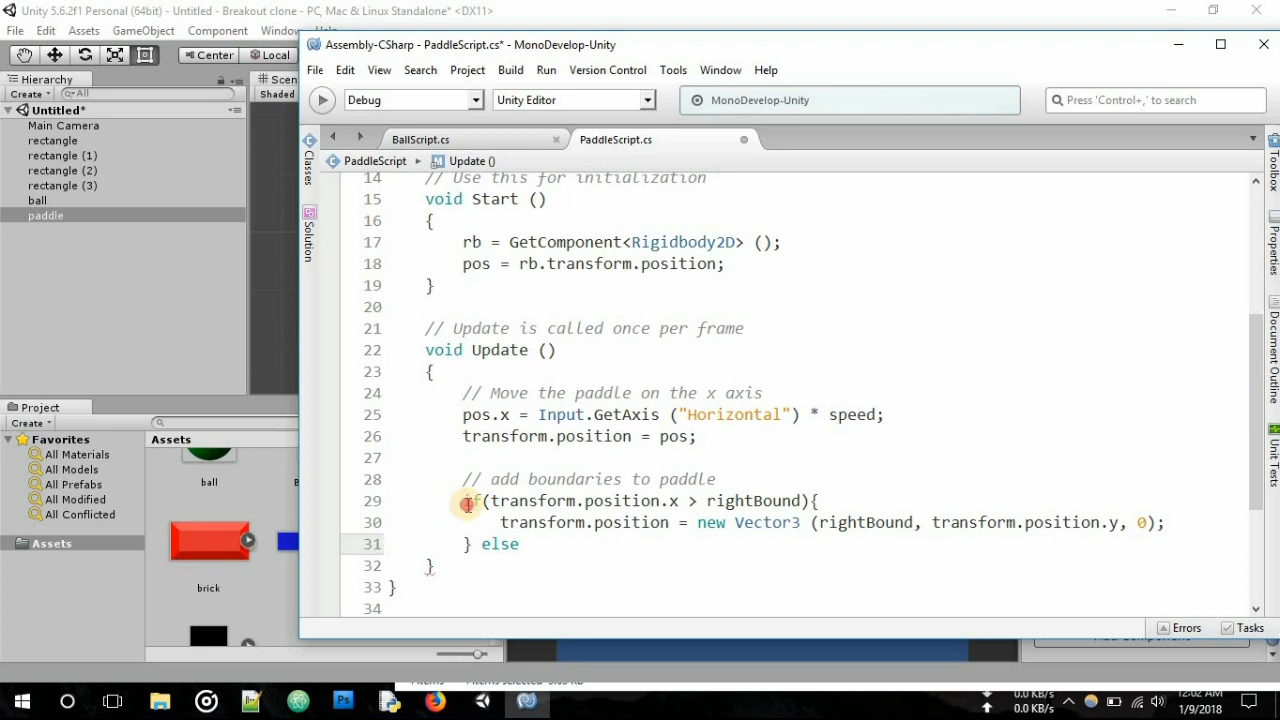 Unity 5.6.2f1 Personal (64bit) - Untitled - Breakout clone - PC, Mac & Linux Standalone* <DX11>
File Edit Assets GameObject Component Window Help
Center Local
Hierarchy
Create All
Untitled*
Main Camera
rectangle
rectangle (1)
rectangle (2)
rectangle (3)
ball
paddle
Scen
Shaded
Project
Create
Favorites
All Materials
All Models
All Prefabs
All Modified
All Conflicted
Assets
Assets
ball
brick
Assembly-CSharp - PaddleScript.cs* - MonoDevelop-Unity
File Edit View Search Project Build Run Version Control Tools Window Help
Debug Unity Editor MonoDevelop-Unity Press 'Control+,' to search
BallScript.cs PaddleScript.cs
PaddleScript Update ()
Classes
Solution
14 // Use this for initialization
15 void Start ()
16 {
17 rb = GetComponent<Rigidbody2D> ();
18 pos = rb.transform.position;
19 }
20
21 // Update is called once per frame
22 void Update ()
23 {
24 // Move the paddle on the x axis
25 pos.x = Input.GetAxis ("Horizontal") * speed;
26 transform.position = pos;
27
28 // add boundaries to paddle
29 if(transform.position.x > rightBound){
30 transform.position = new Vector3 (rightBound, transform.position.y, 0);
31 } else
32 }
33 }
34
Toolbox
Properties
Document Outline
Unit Tests
Errors Tasks
0.0 KB/s
0.0 KB/s
12:02 AM
1/9/2018